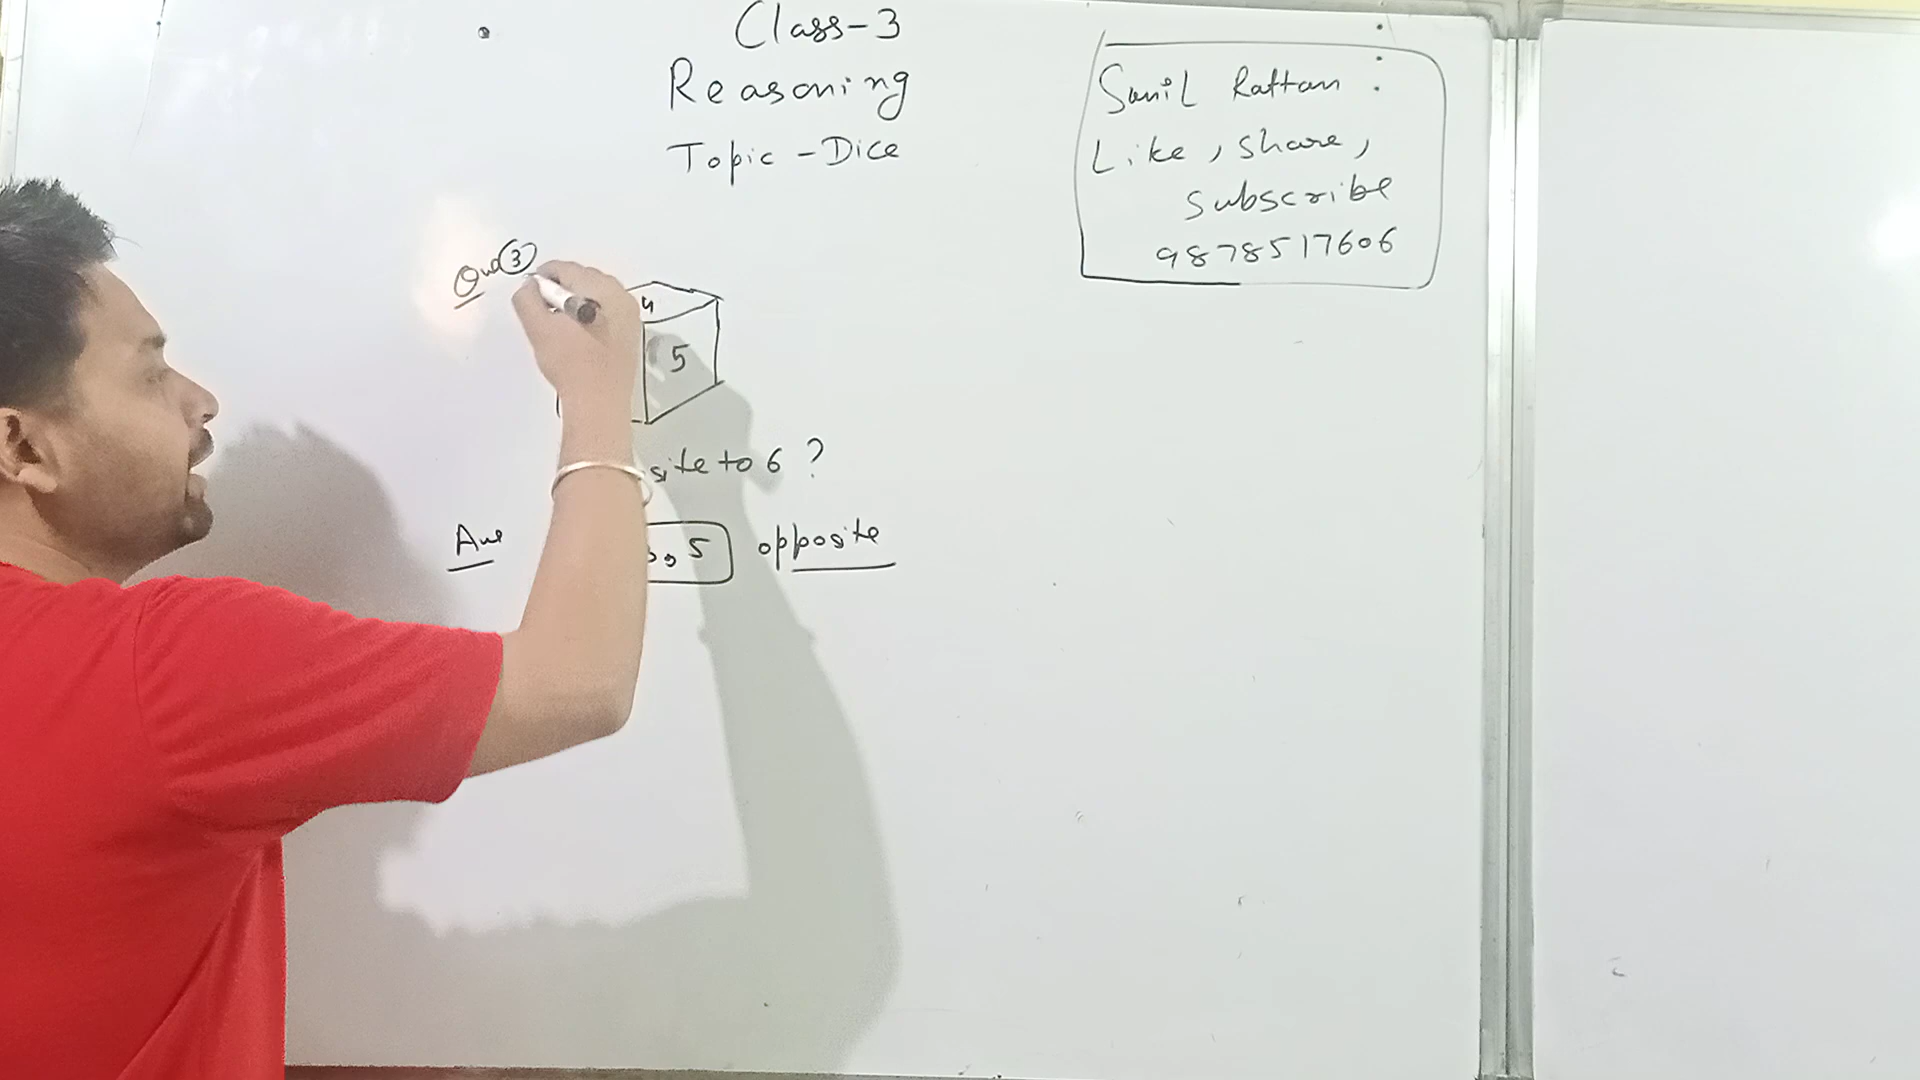 Class-3
Reasoning
Topic - Dice
Sunil Rattan :
Like, share,
subscribe
9878517606
Que 3
4
5
site to 6 ?
Ans 5 opposite